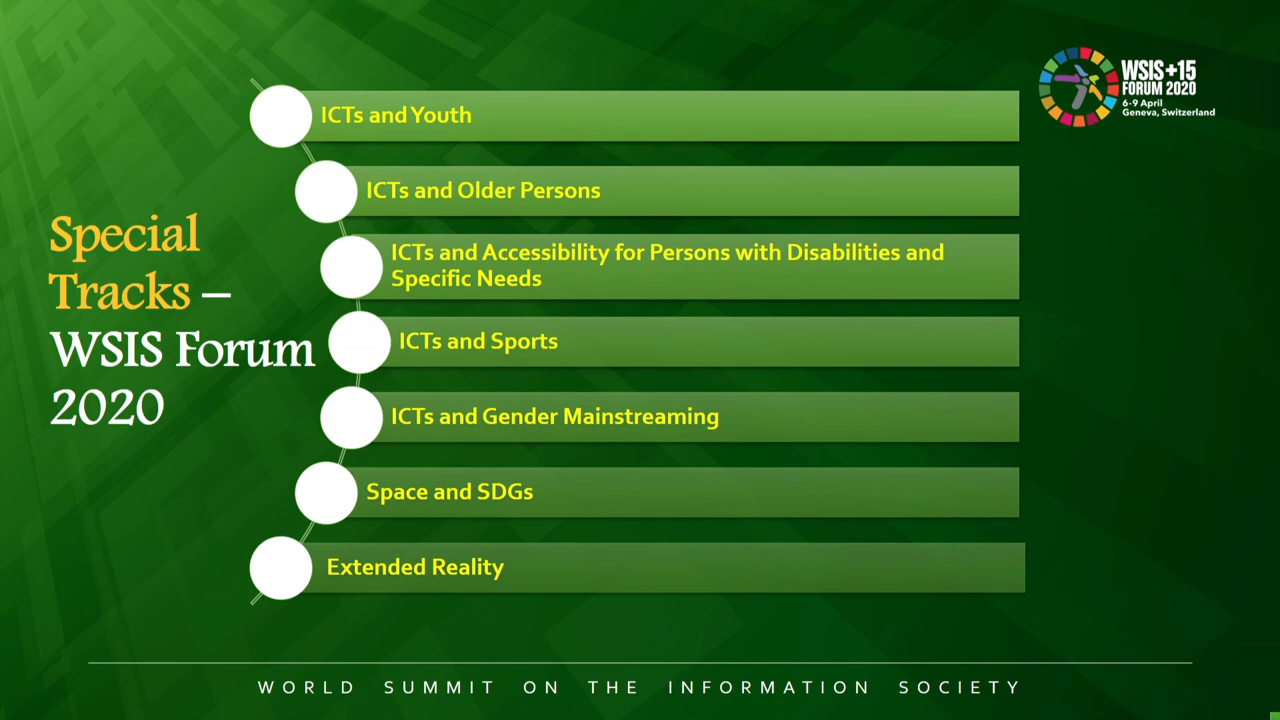 Special
Tracks –
WSIS Forum
2020
ICTs and Youth
ICTs and Older Persons
ICTs and Accessibility for Persons with Disabilities and
Specific Needs
ICTs and Sports
ICTs and Gender Mainstreaming
Space and SDGs
Extended Reality
WSIS+15
FORUM 2020
6-9 April
Geneva, Switzerland
WORLD SUMMIT ON THE INFORMATION SOCIETY